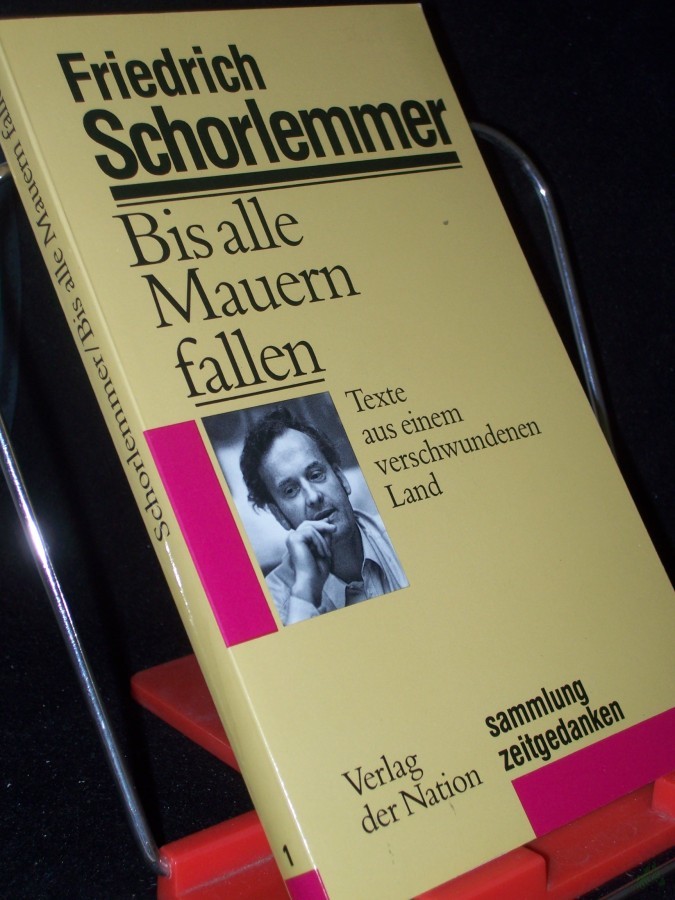 Friedrich
Schorlemmer
Bis alle
Mauern
fallen
Texte
aus einem
verschwundenen
Land
Verlag
der Nation
sammlung
zeitgedanken
Schorlemmer/Bis alle Mauern falle
1